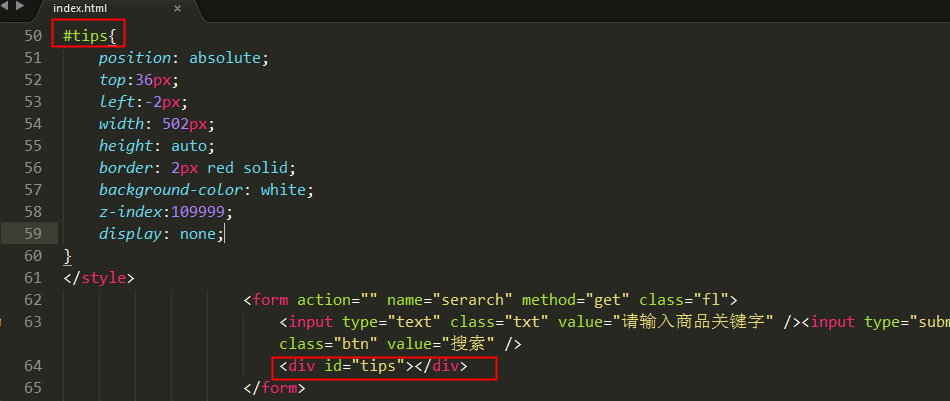 index.html ×
50 #tips{
51 position: absolute;
52 top:36px;
53 left:-2px;
54 width: 502px;
55 height: auto;
56 border: 2px red solid;
57 background-color: white;
58 z-index:109999;
59 display: none;
60 }
61 </style>
62 <form action="" name="serarch" method="get" class="fl">
63 <input type="text" class="txt" value="请输入商品关键字" /><input type="subm
class="btn" value="搜索" />
64 <div id="tips"></div>
65 </form>